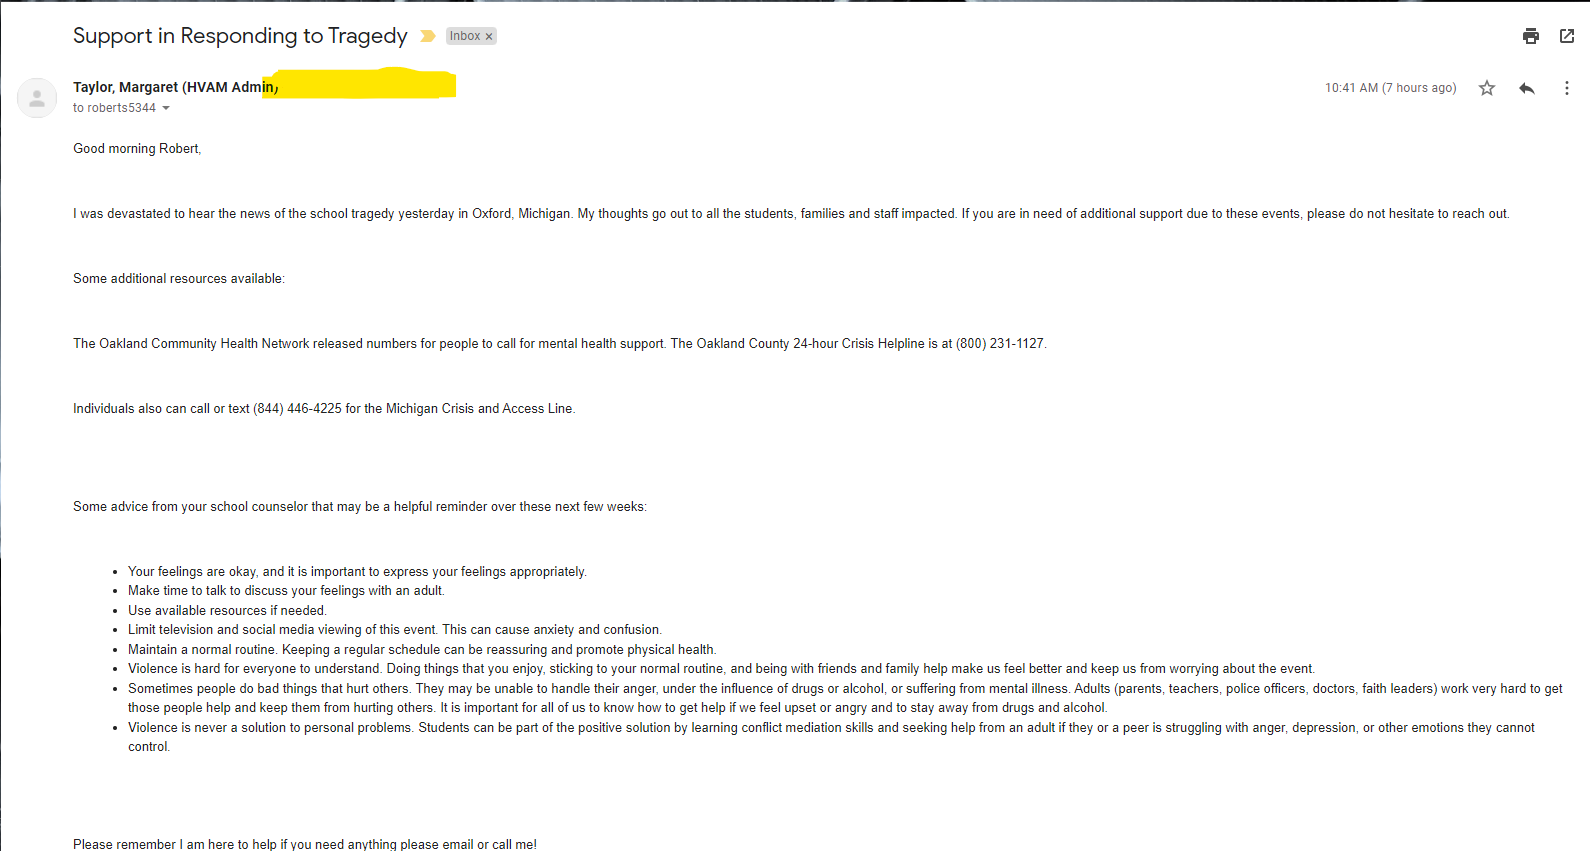 Support in Responding to Tragedy
Inbox ×
Taylor, Margaret (HVAM Admin)
to roberts5344
10:41 AM (7 hours ago)
Good morning Robert,
I was devastated to hear the news of the school tragedy yesterday in Oxford, Michigan. My thoughts go out to all the students, families and staff impacted. If you are in need of additional support due to these events, please do not hesitate to reach out.
Some additional resources available:
The Oakland Community Health Network released numbers for people to call for mental health support. The Oakland County 24-hour Crisis Helpline is at (800) 231-1127.
Individuals also can call or text (844) 446-4225 for the Michigan Crisis and Access Line.
Some advice from your school counselor that may be a helpful reminder over these next few weeks:
• Your feelings are okay, and it is important to express your feelings appropriately.
• Make time to talk to discuss your feelings with an adult.
• Use available resources if needed.
• Limit television and social media viewing of this event. This can cause anxiety and confusion.
• Maintain a normal routine. Keeping a regular schedule can be reassuring and promote physical health.
• Violence is hard for everyone to understand. Doing things that you enjoy, sticking to your normal routine, and being with friends and family help make us feel better and keep us from worrying about the event.
• Sometimes people do bad things that hurt others. They may be unable to handle their anger, under the influence of drugs or alcohol, or suffering from mental illness. Adults (parents, teachers, police officers, doctors, faith leaders) work very hard to get
those people help and keep them from hurting others. It is important for all of us to know how to get help if we feel upset or angry and to stay away from drugs and alcohol.
• Violence is never a solution to personal problems. Students can be part of the positive solution by learning conflict mediation skills and seeking help from an adult if they or a peer is struggling with anger, depression, or other emotions they cannot
control.
Please remember I am here to help if you need anything please email or call me!